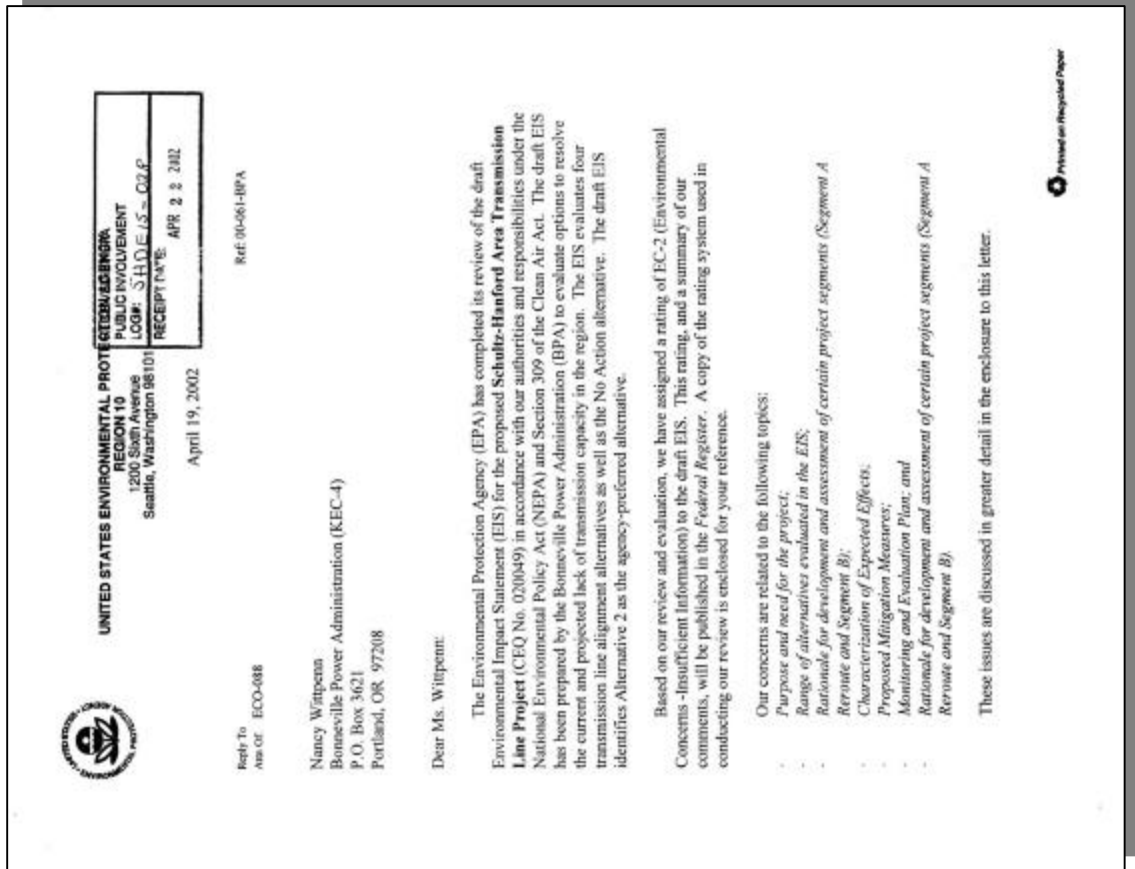 UNITED STATES ENVIRONMENTAL PROTECTION AGENCY
REGION 10
1200 Sixth Avenue
Seattle, Washington 98101
PUBLIC INVOLVEMENT
LOG#: SHDEIS-028
RECEIPT DATE:
APR 22 2002
April 19, 2002
Reply To
Attn Of: ECO-088
Ref: 00-061-BPA
Nancy Wittpenn
Bonneville Power Administration (KEC-4)
P.O. Box 3621
Portland, OR 97208
Dear Ms. Wittpenn:
The Environmental Protection Agency (EPA) has completed its review of the draft
Environmental Impact Statement (EIS) for the proposed Schultz-Hanford Area Transmission
Line Project (CEQ No. 020049) in accordance with our authorities and responsibilities under the
National Environmental Policy Act (NEPA) and Section 309 of the Clean Air Act. The draft EIS
has been prepared by the Bonneville Power Administration (BPA) to evaluate options to resolve
the current and projected lack of transmission capacity in the region. The EIS evaluates four
transmission line alignment alternatives as well as the No Action alternative. The draft EIS
identifies Alternative 2 as the agency-preferred alternative.
Based on our review and evaluation, we have assigned a rating of EC-2 (Environmental
Concerns -Insufficient Information) to the draft EIS. This rating, and a summary of our
comments, will be published in the Federal Register. A copy of the rating system used in
conducting our review is enclosed for your reference.
Our concerns are related to the following topics:
- Purpose and need for the project;
- Range of alternatives evaluated in the EIS;
- Rationale for development and assessment of certain project segments (Segment A
Reroute and Segment B);
- Characterization of Expected Effects;
- Proposed Mitigation Measures;
- Monitoring and Evaluation Plan; and
- Rationale for development and assessment of certain project segments (Segment A
Reroute and Segment B).
These issues are discussed in greater detail in the enclosure to this letter.
Printed on Recycled Paper